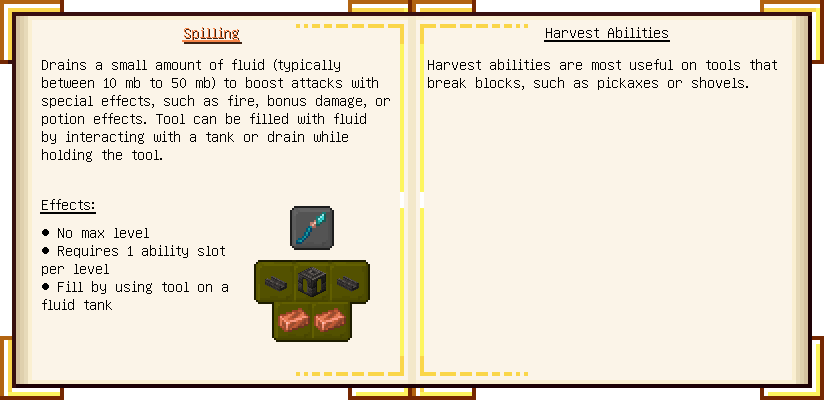 Spilling
Drains a small amount of fluid (typically
between 10 mb to 50 mb) to boost attacks with
special effects, such as fire, bonus damage, or
potion effects. Tool can be filled with fluid
by interacting with a tank or drain while
holding the tool.
Effects:
● No max level
● Requires 1 ability slot
per level
● Fill by using tool on a
fluid tank
Harvest Abilities
Harvest abilities are most useful on tools that
break blocks, such as pickaxes or shovels.